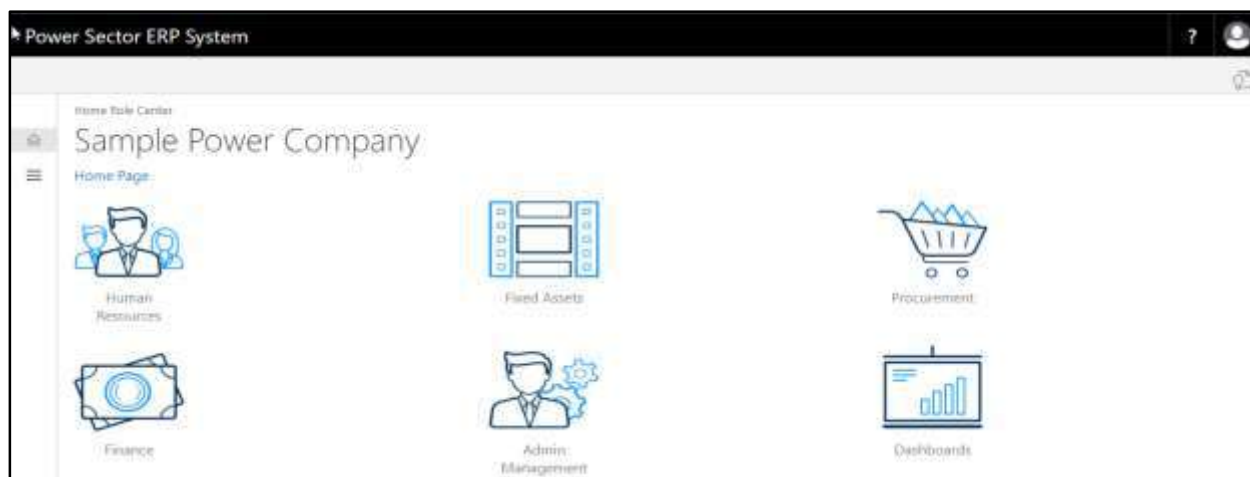 Power Sector ERP System
?
Home Role Center
Sample Power Company
Home Page
Human
Resources
Fixed Assets
Procurement
Finance
Admin
Management
Dashboards